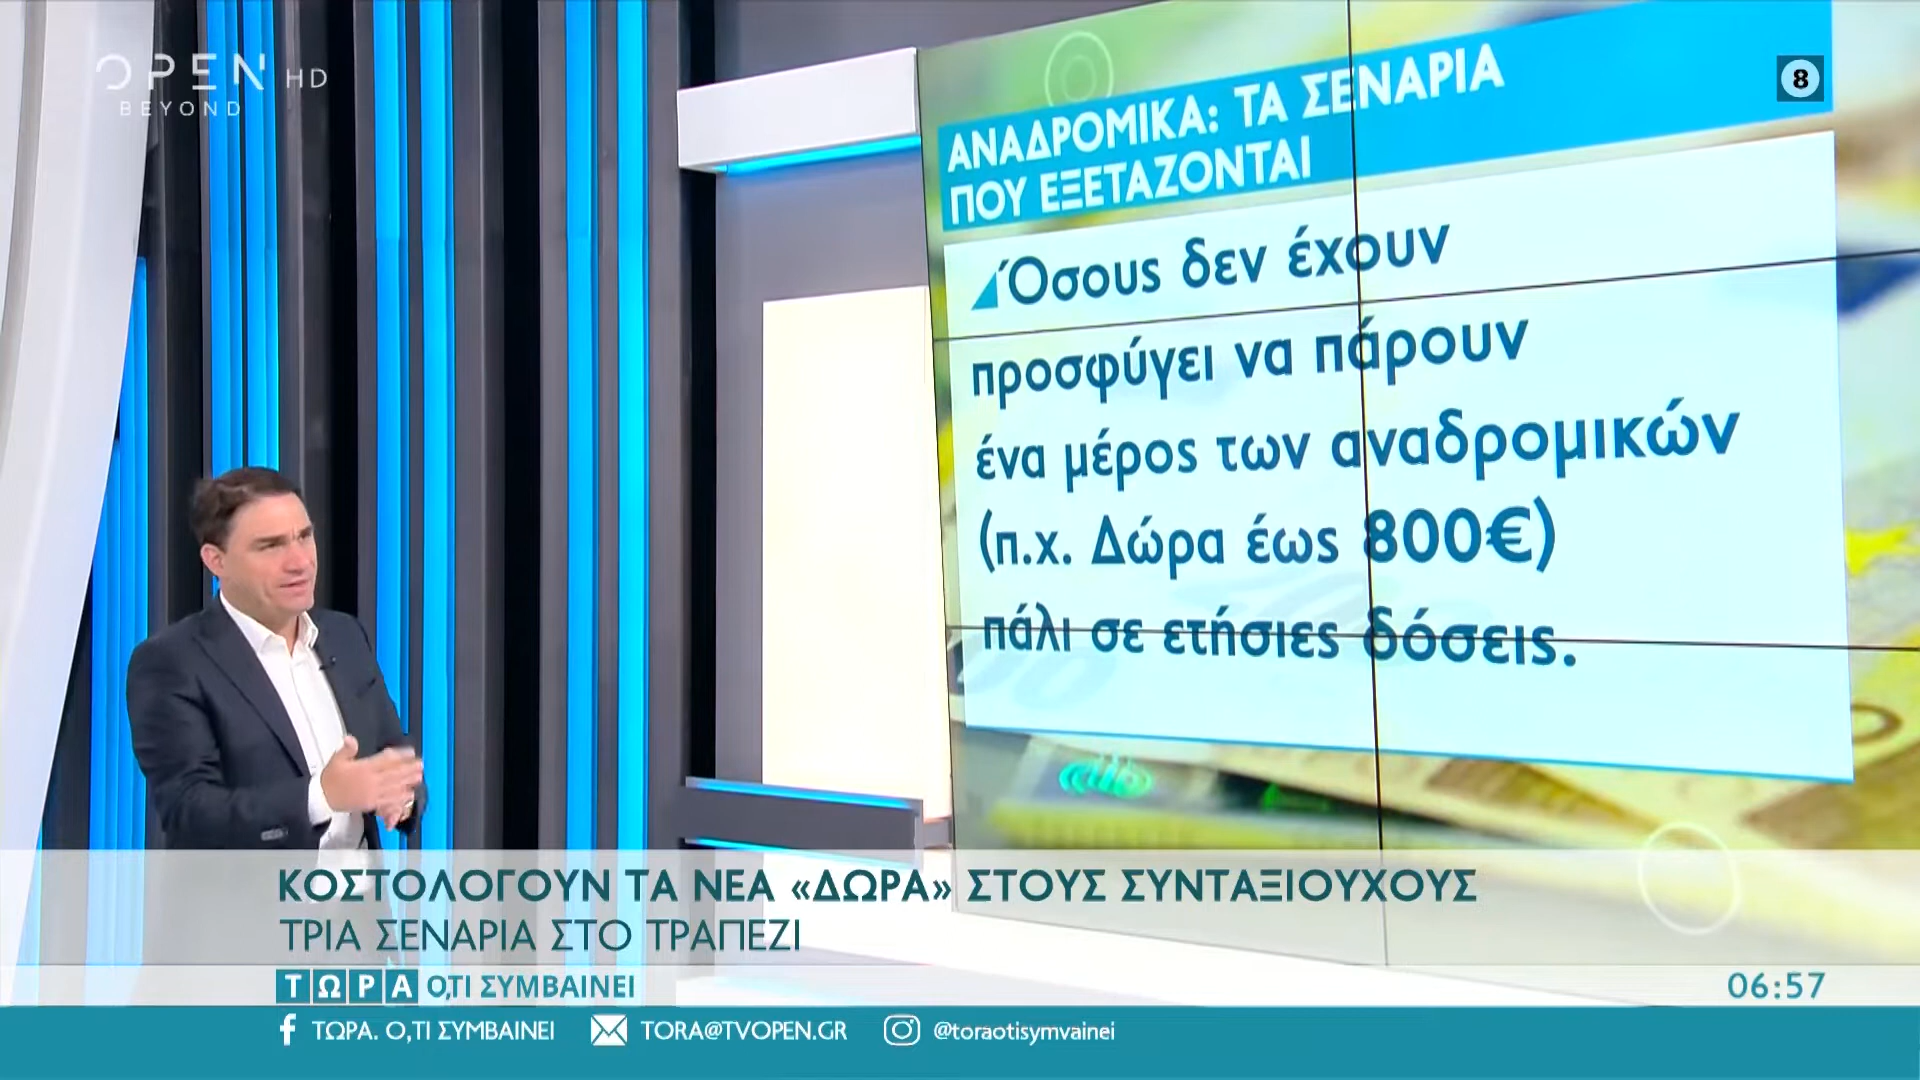 OPEN HD
BEYOND
8
ΑΝΑΔΡΟΜΙΚΑ: ΤΑ ΣΕΝΑΡΙΑ
ΠΟΥ ΕΞΕΤΑΖΟΝΤΑΙ
Όσους δεν έχουν
προσφύγει να πάρουν
ένα μέρος των αναδρομικών
(π.χ. Δώρα έως 800€)
πάλι σε ετήσιες δόσεις.
ΚΟΣΤΟΛΟΓΟΥΝ ΤΑ ΝΕΑ «ΔΩΡΑ» ΣΤΟΥΣ ΣΥΝΤΑΞΙΟΥΧΟΥΣ
ΤΡΙΑ ΣΕΝΑΡΙΑ ΣΤΟ ΤΡΑΠΕΖΙ
ΤΩΡΑ Ο,ΤΙ ΣΥΜΒΑΙΝΕΙ
06:57
ΤΩΡΑ. Ο,ΤΙ ΣΥΜΒΑΙΝΕΙ TORA@TVOPEN.GR @toraotisymvainei